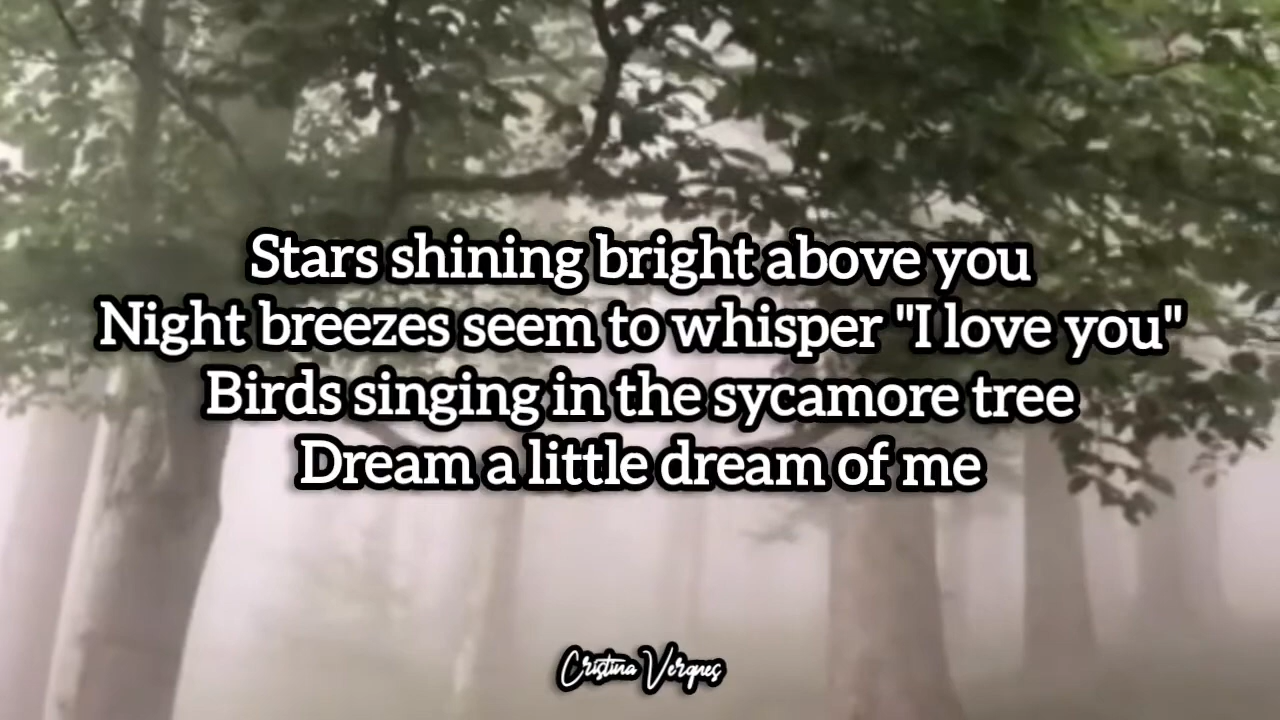 Stars shining bright above you
Night breezes seem to whisper "I love you"
Birds singing in the sycamore tree
Dream a little dream of me
Cristina Verques